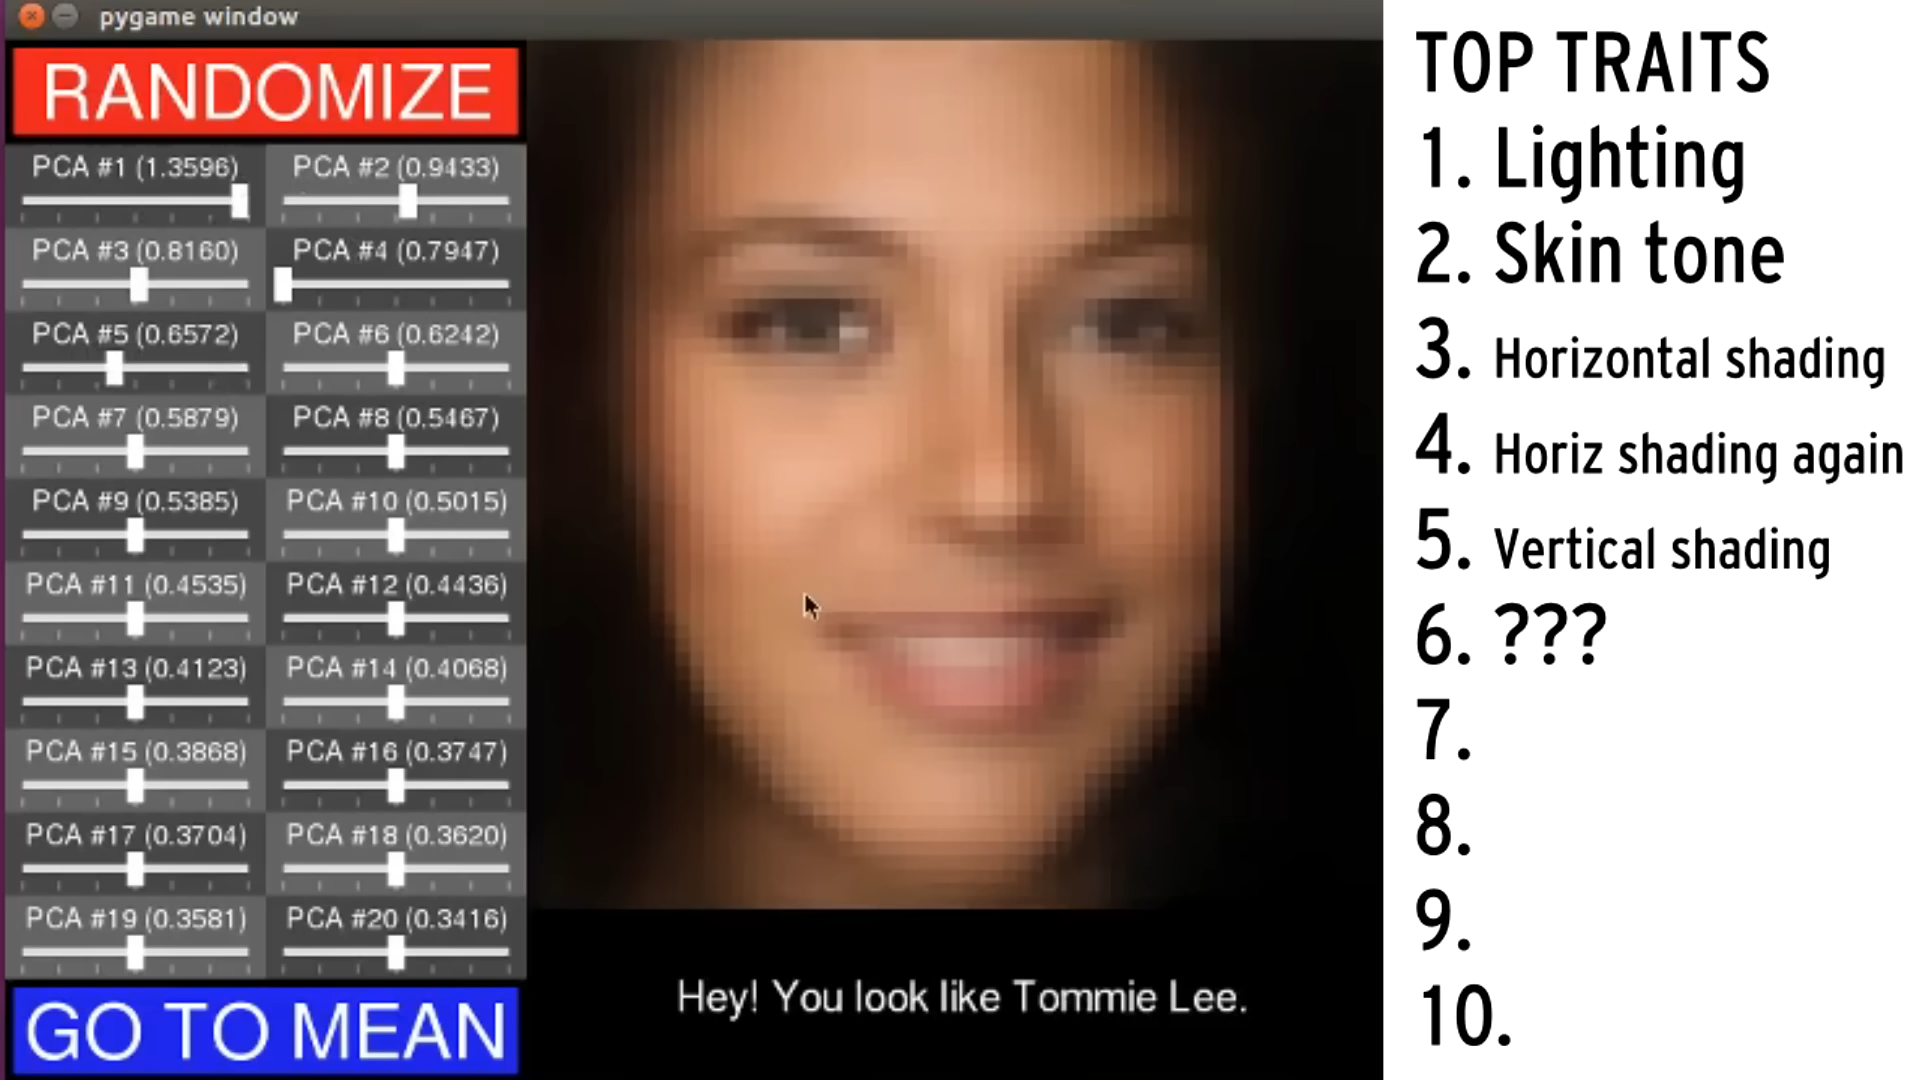 pygame window
RANDOMIZE
PCA #1 (1.3596)
PCA #2 (0.9433)
PCA #3 (0.8160)
PCA #4 (0.7947)
PCA #5 (0.6572)
PCA #6 (0.6242)
PCA #7 (0.5879)
PCA #8 (0.5467)
PCA #9 (0.5385)
PCA #10 (0.5015)
PCA #11 (0.4535)
PCA #12 (0.4436)
PCA #13 (0.4123)
PCA #14 (0.4068)
PCA #15 (0.3868)
PCA #16 (0.3747)
PCA #17 (0.3704)
PCA #18 (0.3620)
PCA #19 (0.3581)
PCA #20 (0.3416)
GO TO MEAN
Hey! You look like Tommie Lee.
TOP TRAITS
1. Lighting
2. Skin tone
3. Horizontal shading
4. Horiz shading again
5. Vertical shading
6. ???
7.
8.
9.
10.